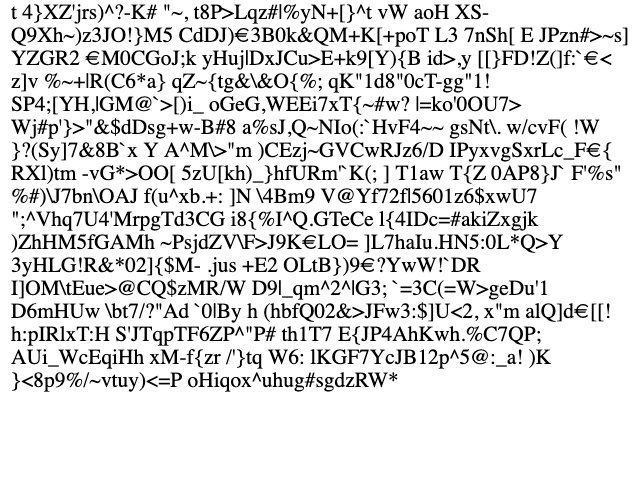 t 4}XZ'jrs)^?-K# "~, t8P>Lqz#l%yN+[}^t vW aoH XS-
Q9Xh~)z3JO!}M5 CdDJ)€3B0k&QM+K[+poT L3 7nSh[ E JPzn#>~s]
YZGR2 €M0CGoJ;k yHuj|DxJCu>E+k9[Y){B id>,y [[}FD!Z(]f:`€<
z]v %~+l\R(C6*a} qZ~{tg&\&O{%; qK"1d8"0cT-gg"1!
SP4;[YH,|GM@`>[)i_ oGeG,WEEi7xT{~#w? |=ko'0OU7>
Wj#p'}>"&$dDsg+w-B#8 a%sJ,Q~NIo(:`HvF4~~ gsNt\. w/cvF( !W
}?(Sy]7&8B`x Y A^M\>"m )CEzj~GVCwRJz6/D IPyxvgSxrLc_F€{
RXl)tm -vG*>OO[ 5zU[kh)_}hfURm'`K(; ] T1aw T{Z 0AP8}J` F'%s"
%#)\J7bn\OAJ f(u^xb.+: ]N \4Bm9 V@Yf72fl5601z6$xwU7
";^Vhq7U4'MrpgTd3CG i8{%I^Q.GTeCe l{4IDc=#akiZxgjk
)ZhHM5fGAMh ~PsjdZV\F>J9K€LO= ]L7haIu.HN5:0L*Q>Y
3yHLG!R&*02]{$M- .jus +E2 OLtB})9€?YwW!`DR
I]OM\tEue>@CQ$zMR/W D9|_qm^2^|G3;`=3C(=W>geDu'1
D6mHUw \bt7/?"Ad `0|By h (hbfQ02&>JFw3:$]U<2, x"m alQ]d€[[!
h:pIRlxT:H S'JTqpTF6ZP^"P# th1T7 E{JP4AhKwh.%C7QP;
AUi_WcEqiHh xM-f{zr /'}tq W6: lKGF7YcJB12p^5@:_a! )K
}<8p9%/~vtuy)<=P oHiqox^uhug#sgdzRW*